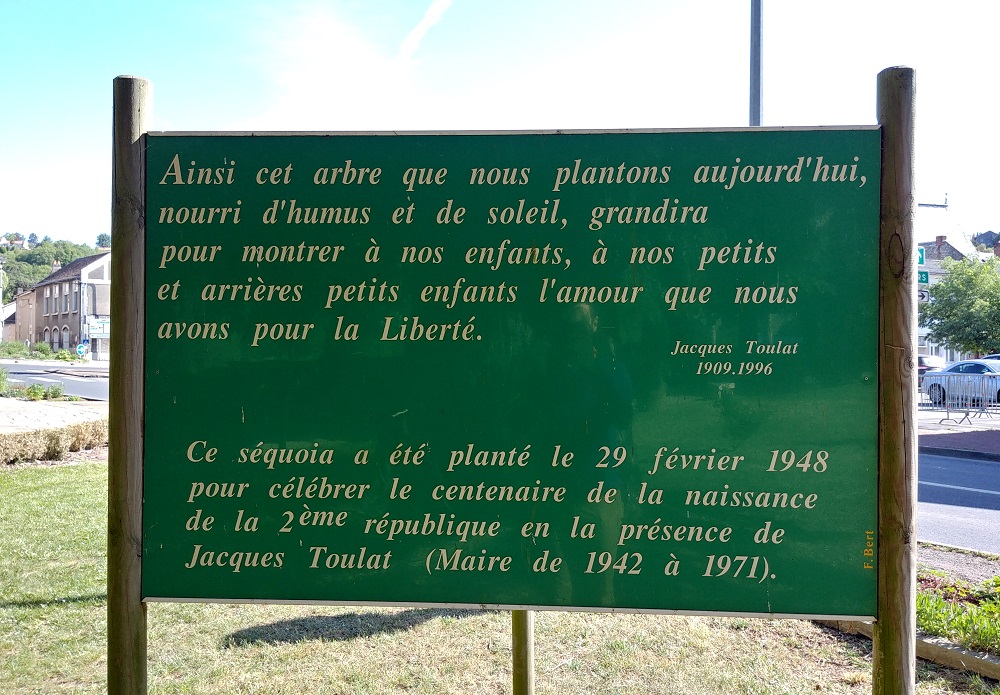 Ainsi cet arbre que nous plantons aujourd'hui,
nourri d'humus et de soleil, grandira
pour montrer à nos enfants, à nos petits
et arrières petits enfants l'amour que nous
avons pour la Liberté.
Jacques Toulat
1909.1996
Ce séquoia a été planté le 29 février 1948
pour célébrer le centenaire de la naissance
de la 2ème république en la présence de
Jacques Toulat (Maire de 1942 à 1971).
F. Bert